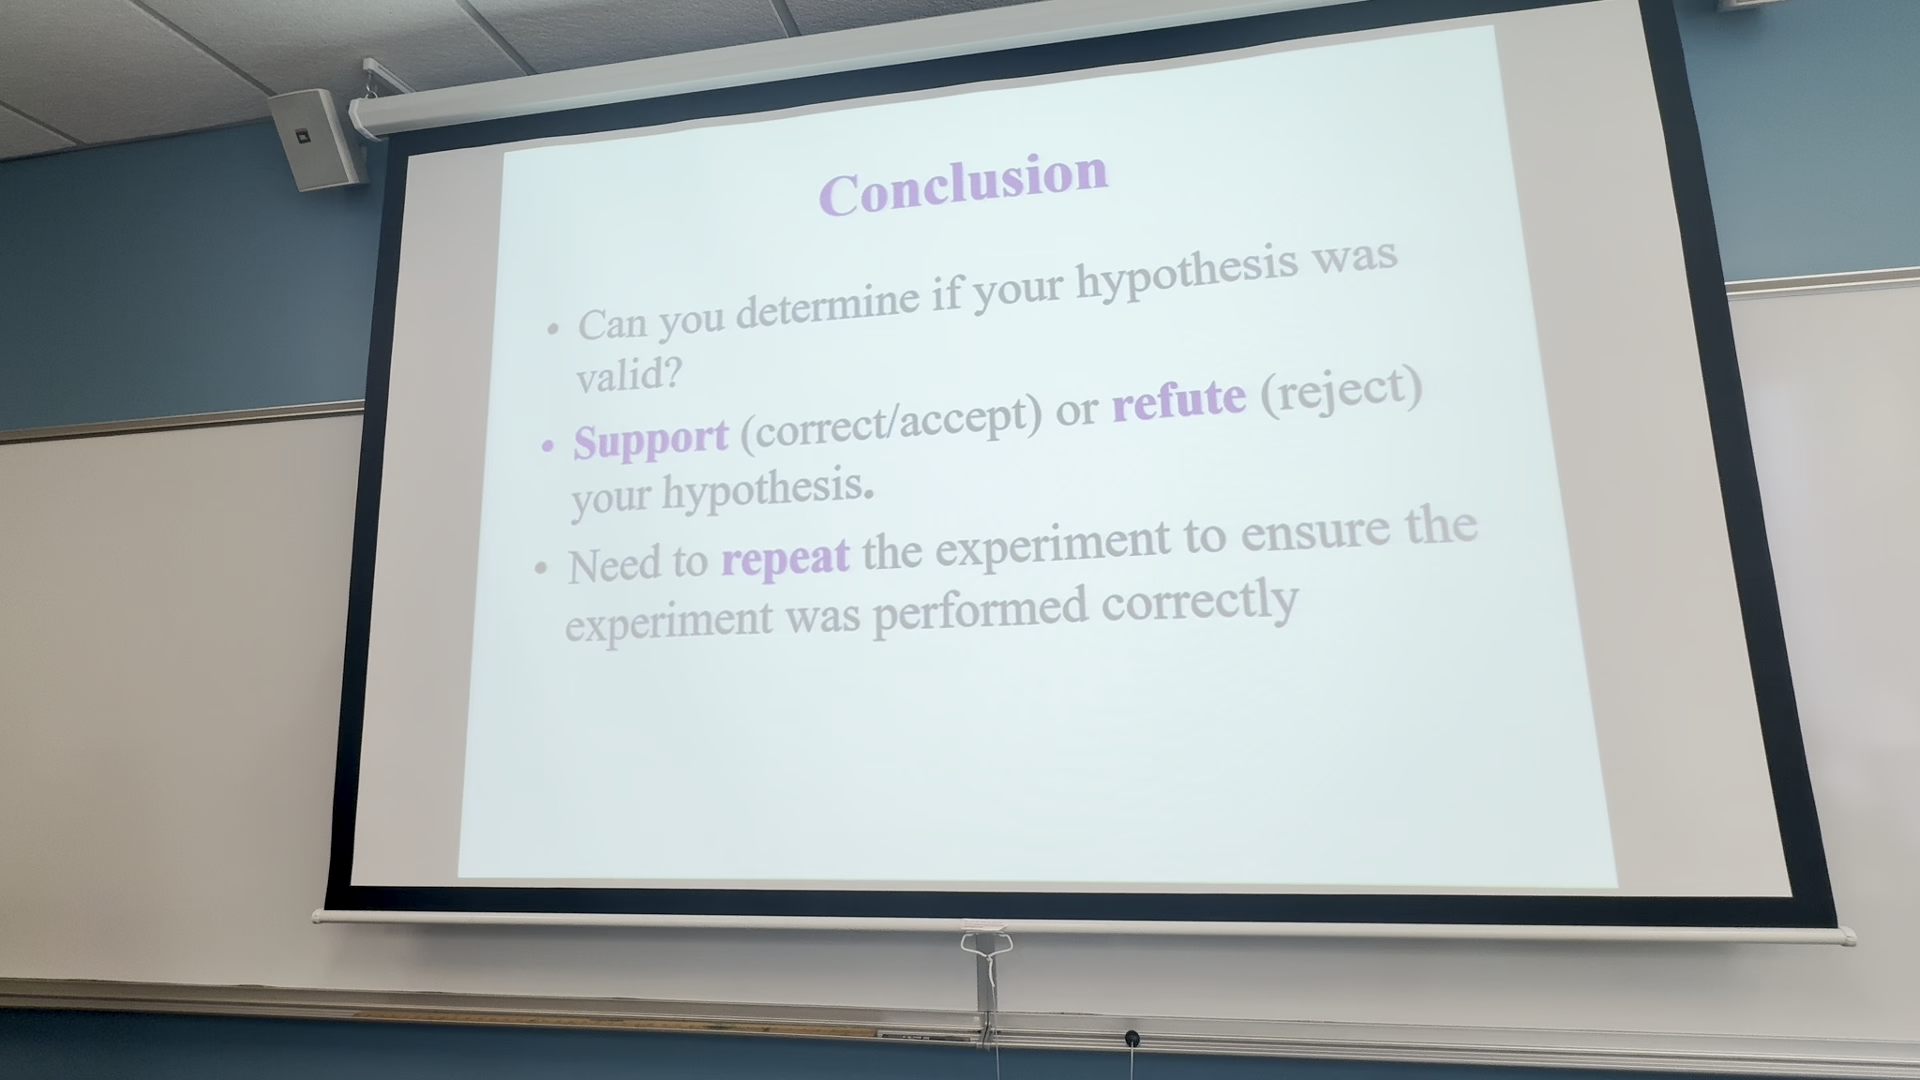 Conclusion
• Can you determine if your hypothesis was
valid?
• Support (correct/accept) or refute (reject)
your hypothesis.
• Need to repeat the experiment to ensure the
experiment was performed correctly